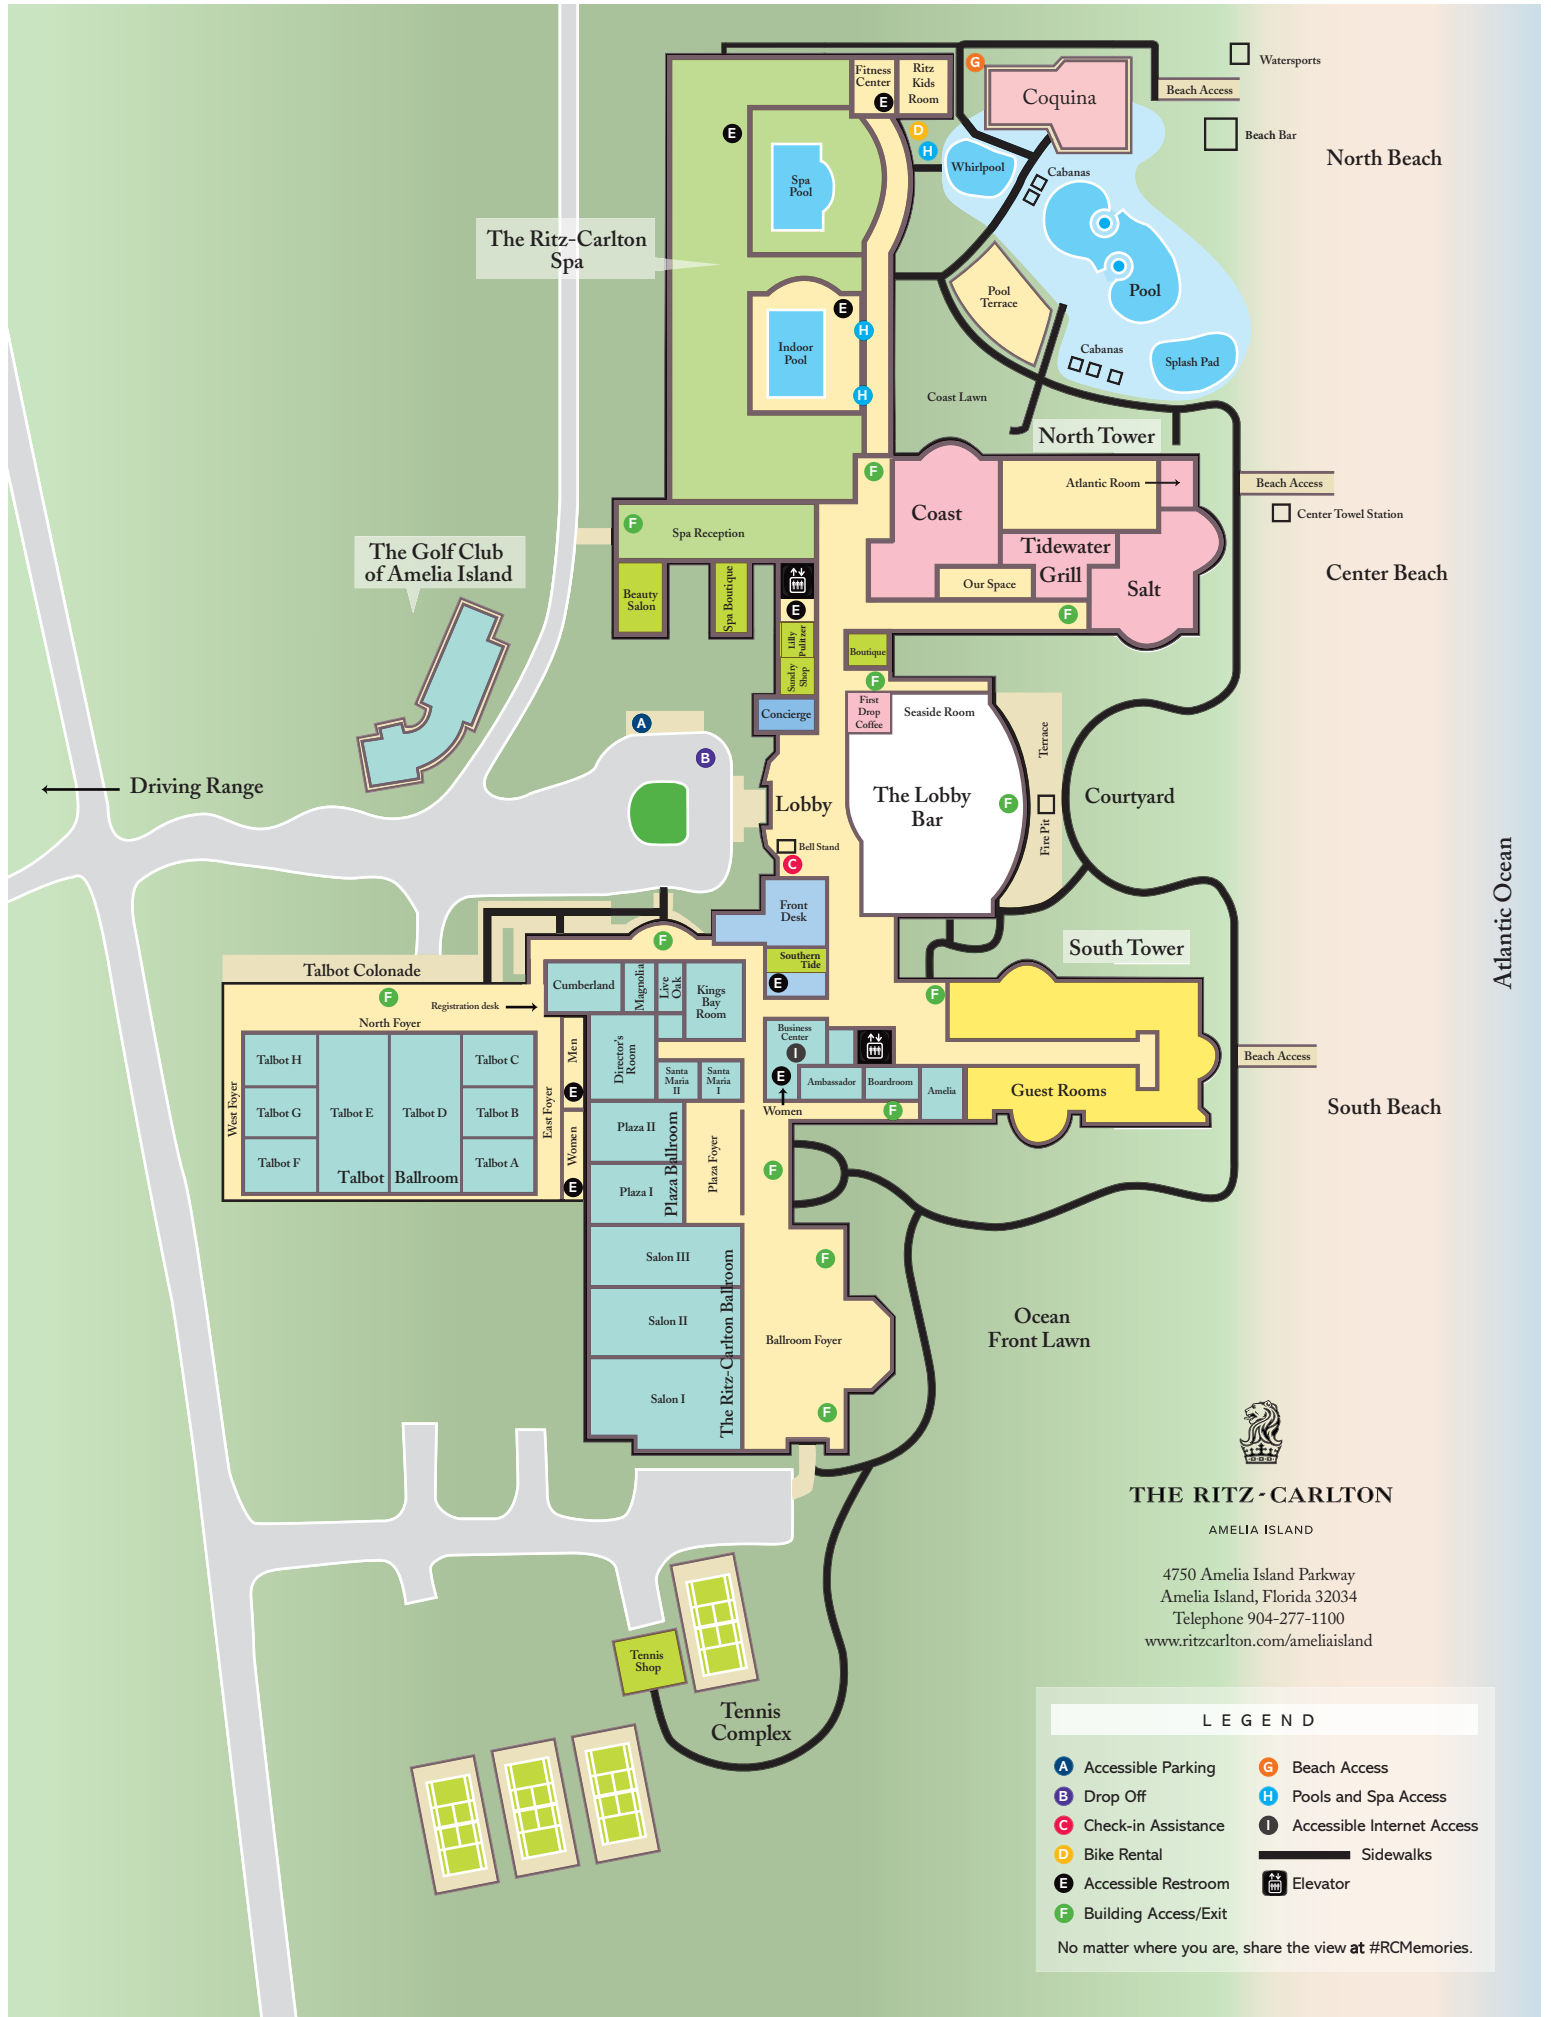 Fitness
Center
E
Ritz
Kids
Room
G
Coquina
Watersports
Beach Access
Beach Bar
North Beach
E
D
H
Whirlpool
Cabanas
Spa
Pool
The Ritz-Carlton
Spa
Pool
Terrace
Pool
E
H
Indoor
Pool
H
Cabanas
Splash Pad
Coast Lawn
North Tower
F
Atlantic Room
Beach Access
Coast
Center Towel Station
F
Spa Reception
Tidewater
Grill
The Golf Club
of Amelia Island
Center Beach
Our Space
Salt
Beauty
Salon
Spa Boutique
E
F
Lilly
Pulitzer
Sundry
Shop
Boutique
F
First
Drop
Coffee
Seaside Room
Concierge
A
B
Terrace
Driving Range
Lobby
The Lobby
Bar
F
Fire Pit
Courtyard
Bell Stand
C
Atlantic Ocean
Front
Desk
F
South Tower
Southern
Tide
E
Talbot Colonade
F
Registration desk
North Foyer
Cumberland
Magnolia
Live
Oak
Kings
Bay
Room
F
Business
Center
I
Men
Director's
Room
Talbot H
Talbot C
Beach Access
West Foyer
East Foyer
E
Santa
Maria
II
Santa
Maria
I
E
Ambassador
Boardroom
Amelia
Guest Rooms
Women
F
South Beach
Talbot G
Talbot E
Talbot D
Talbot B
Women
Plaza II
Plaza Ballroom
Plaza Foyer
Talbot F
Talbot Ballroom
Talbot A
E
Plaza I
F
Salon III
F
The Ritz-Carlton Ballroom
Salon II
Ballroom Foyer
Ocean
Front Lawn
Salon I
F
THE RITZ-CARLTON
AMELIA ISLAND
4750 Amelia Island Parkway
Amelia Island, Florida 32034
Telephone 904-277-1100
www.ritzcarlton.com/ameliaisland
Tennis
Shop
Tennis
Complex
LEGEND
A Accessible Parking
B Drop Off
C Check-in Assistance
D Bike Rental
E Accessible Restroom
F Building Access/Exit
G Beach Access
H Pools and Spa Access
I Accessible Internet Access
Sidewalks
Elevator
No matter where you are, share the view at #RCMemories.